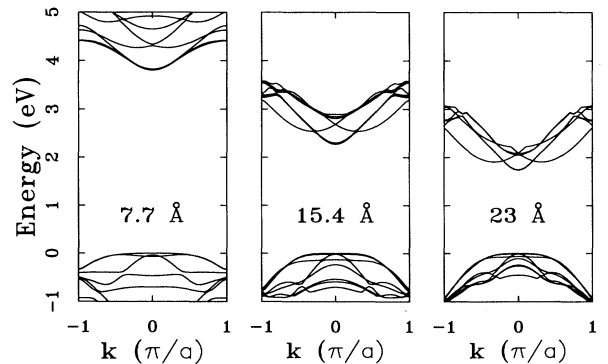 Energy (eV)
5
4
3
2
1
0
-1
7.7 Å
15.4 Å
23 Å
-1 0 1
-1 0 1
-1 0 1
k (π/a)
k (π/a)
k (π/a)